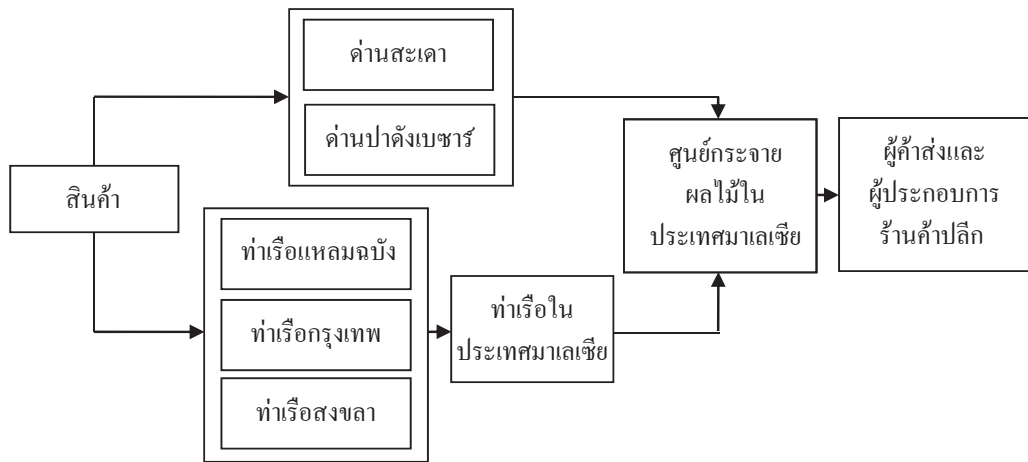 ด่านสะเดา
ด่านปาดังเบซาร์
สินค้า
ท่าเรือแหลมฉบัง
ท่าเรือกรุงเทพ
ท่าเรือสงขลา
ท่าเรือใน
ประเทศมาเลเซีย
ศูนย์กระจาย
ผลไม้ใน
ประเทศมาเลเซีย
ผู้ค้าส่งและ
ผู้ประกอบการ
ร้านค้าปลีก